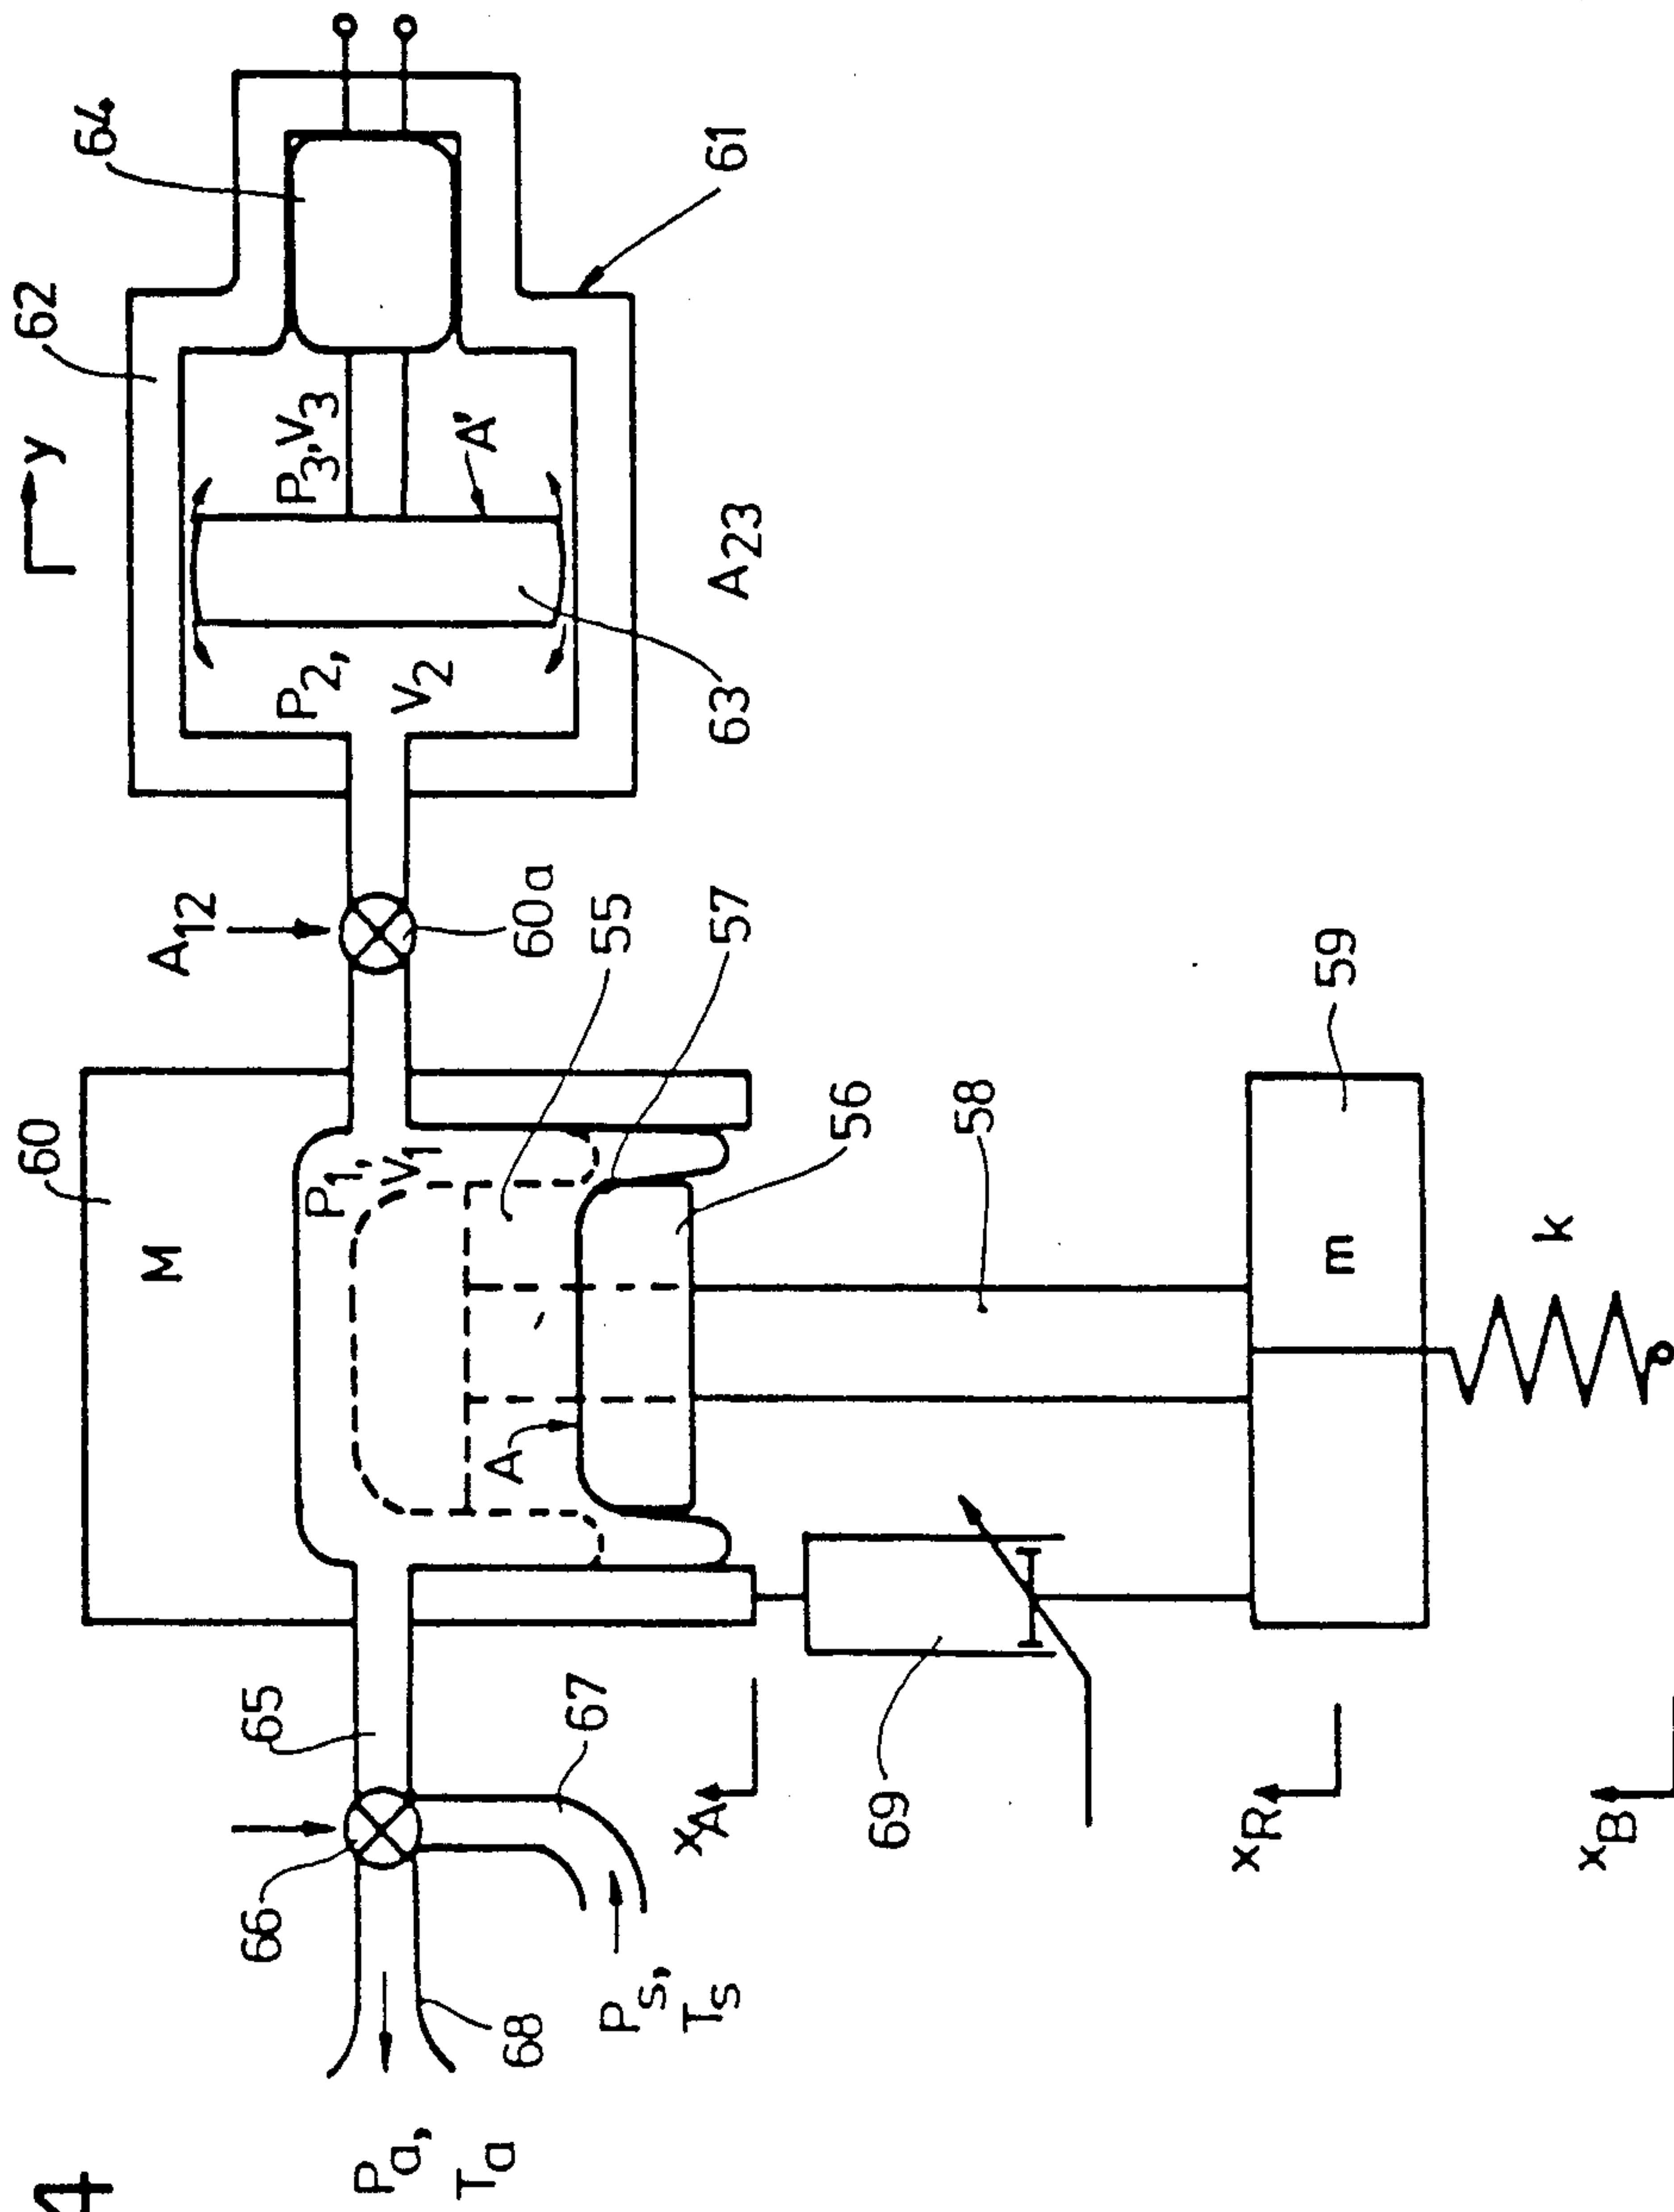 4
60
M
P1, V1
A12
60a
62
y
64
P2, V2
P3, V3
A'
61
A23
63
55
57
A
56
58
59
m
k
65
66
67
68
Pa, Ta
Ps, Ts
69
xA
xR
xB